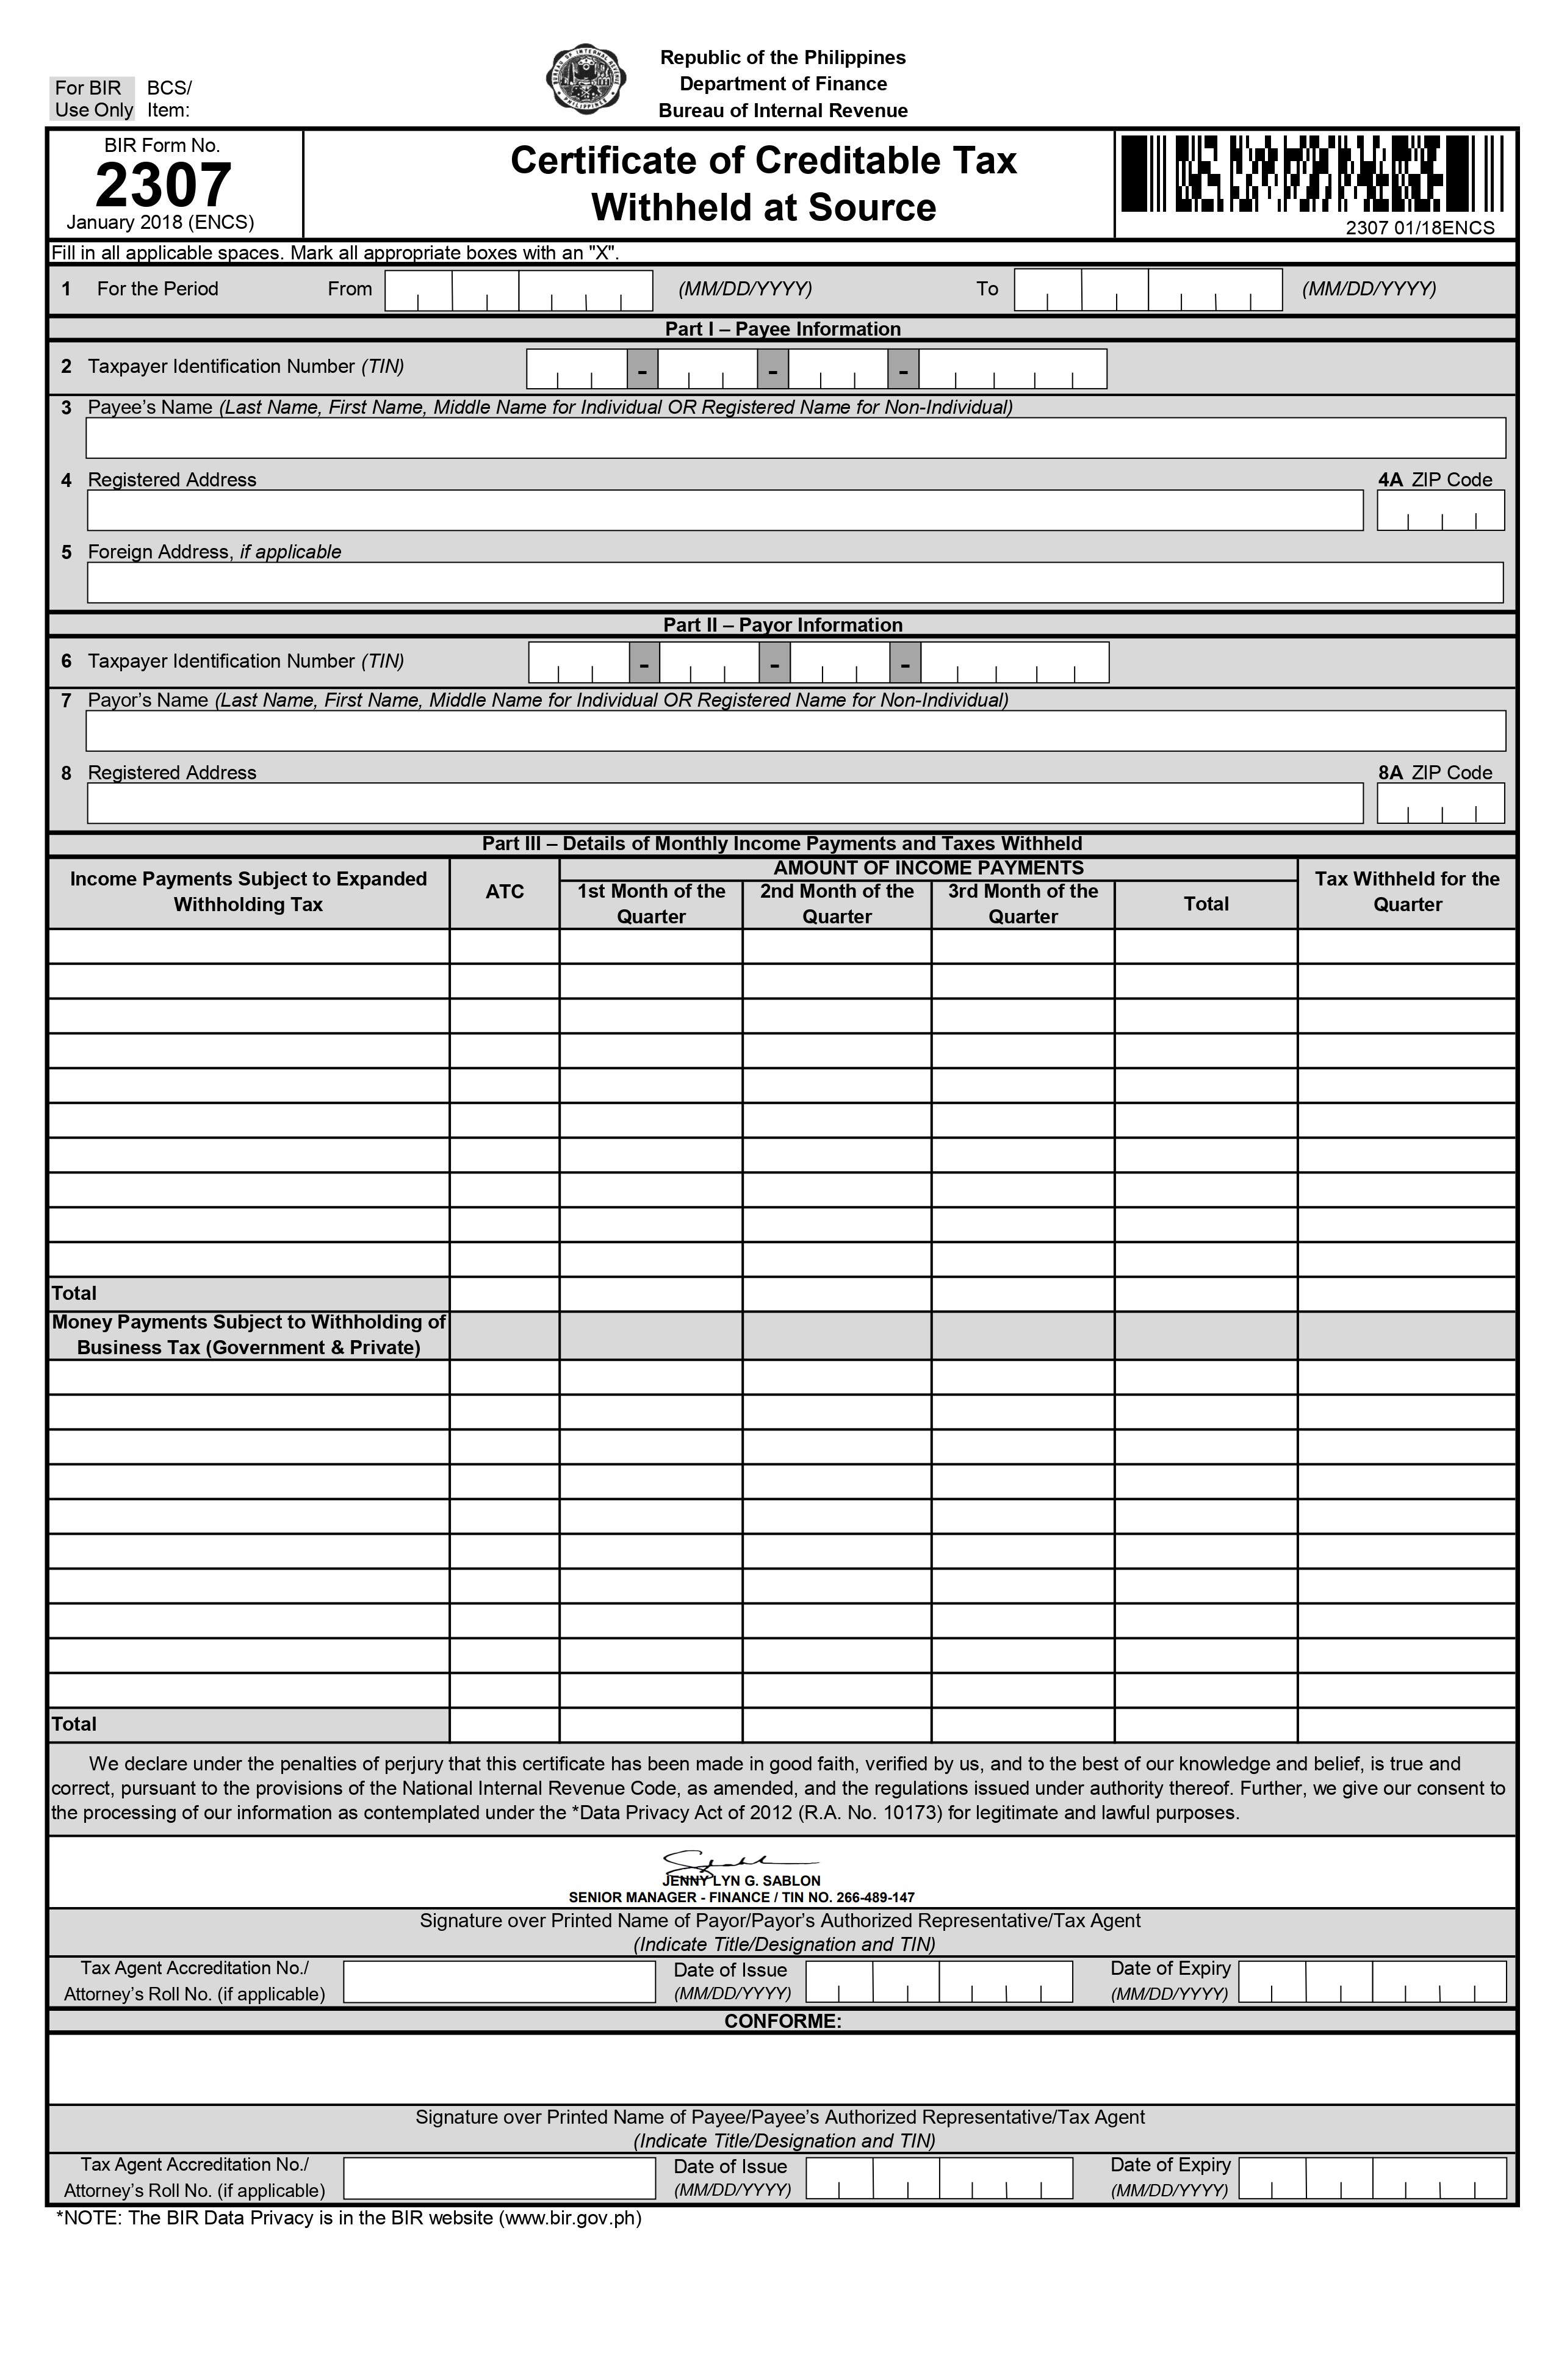 For BIR BCS/
Use Only Item:
Republic of the Philippines
Department of Finance
Bureau of Internal Revenue
BIR Form No.
2307
January 2018 (ENCS)
Certificate of Creditable Tax
Withheld at Source
2307 01/18ENCS
Fill in all applicable spaces. Mark all appropriate boxes with an "X".
1 For the Period From (MM/DD/YYYY) To (MM/DD/YYYY)
Part I – Payee Information
2 Taxpayer Identification Number (TIN) - - -
3 Payee’s Name (Last Name, First Name, Middle Name for Individual OR Registered Name for Non-Individual)
4 Registered Address 4A ZIP Code
5 Foreign Address, if applicable
Part II – Payor Information
6 Taxpayer Identification Number (TIN) - - -
7 Payor’s Name (Last Name, First Name, Middle Name for Individual OR Registered Name for Non-Individual)
8 Registered Address 8A ZIP Code
Part III – Details of Monthly Income Payments and Taxes Withheld
Income Payments Subject to Expanded
Withholding Tax
ATC
AMOUNT OF INCOME PAYMENTS
1st Month of the
Quarter
2nd Month of the
Quarter
3rd Month of the
Quarter
Total
Tax Withheld for the
Quarter
Total
Money Payments Subject to Withholding of
Business Tax (Government & Private)
Total
We declare under the penalties of perjury that this certificate has been made in good faith, verified by us, and to the best of our knowledge and belief, is true and
correct, pursuant to the provisions of the National Internal Revenue Code, as amended, and the regulations issued under authority thereof. Further, we give our consent to
the processing of our information as contemplated under the *Data Privacy Act of 2012 (R.A. No. 10173) for legitimate and lawful purposes.
JENNY LYN G. SABLON
SENIOR MANAGER - FINANCE / TIN NO. 266-489-147
Signature over Printed Name of Payor/Payor’s Authorized Representative/Tax Agent
(Indicate Title/Designation and TIN)
Tax Agent Accreditation No./
Attorney’s Roll No. (if applicable)
Date of Issue
(MM/DD/YYYY)
Date of Expiry
(MM/DD/YYYY)
CONFORME:
Signature over Printed Name of Payee/Payee’s Authorized Representative/Tax Agent
(Indicate Title/Designation and TIN)
Tax Agent Accreditation No./
Attorney’s Roll No. (if applicable)
Date of Issue
(MM/DD/YYYY)
Date of Expiry
(MM/DD/YYYY)
*NOTE: The BIR Data Privacy is in the BIR website (www.bir.gov.ph)